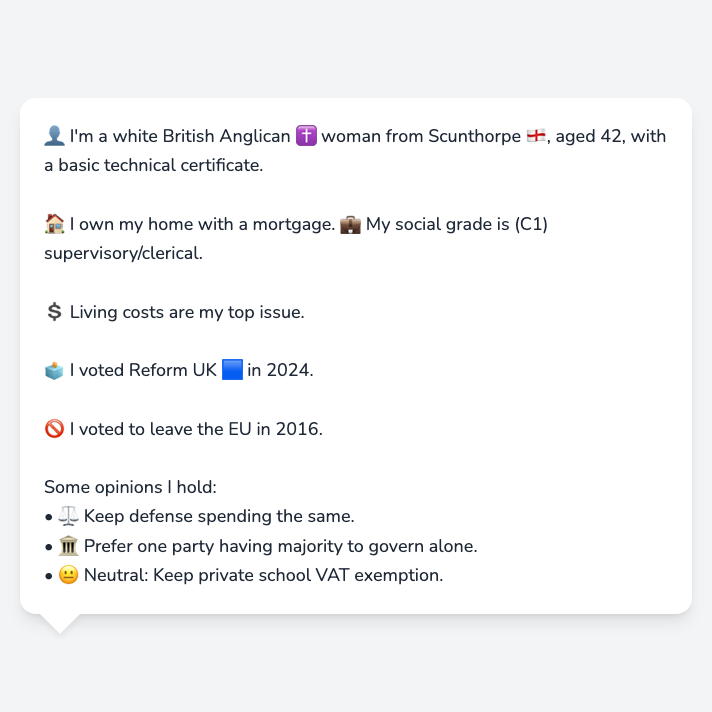 👤 I'm a white British Anglican ✝️ woman from Scunthorpe 🏴󠁧󠁢󠁥󠁮󠁧󠁿, aged 42, with
a basic technical certificate.
🏠 I own my home with a mortgage. 💼 My social grade is (C1)
supervisory/clerical.
💲 Living costs are my top issue.
🗳️ I voted Reform UK 🟦 in 2024.
🚫 I voted to leave the EU in 2016.
Some opinions I hold:
• ⚖️ Keep defense spending the same.
• 🏛️ Prefer one party having majority to govern alone.
• 😐 Neutral: Keep private school VAT exemption.